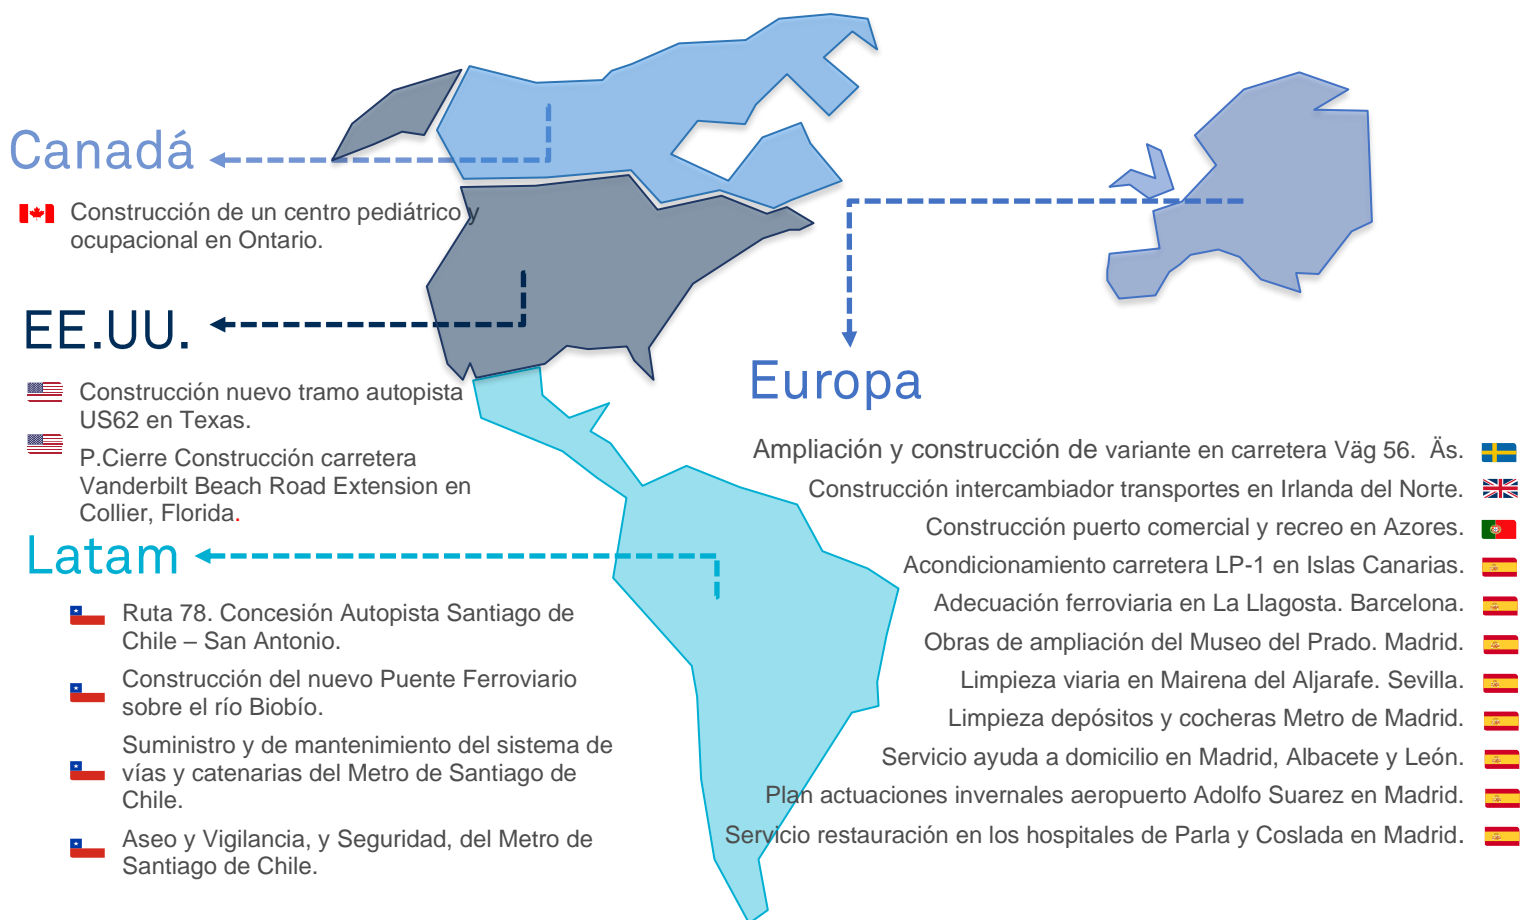 Canadá
Construcción de un centro pediátrico y
ocupacional en Ontario.
EE.UU.
Construcción nuevo tramo autopista
US62 en Texas.
P.Cierre Construcción carretera
Vanderbilt Beach Road Extension en
Collier, Florida.
Latam
Ruta 78. Concesión Autopista Santiago de
Chile – San Antonio.
Construcción del nuevo Puente Ferroviario
sobre el río Biobío.
Suministro y de mantenimiento del sistema de
vías y catenarias del Metro de Santiago de
Chile.
Aseo y Vigilancia, y Seguridad, del Metro de
Santiago de Chile.
Europa
Ampliación y construcción de variante en carretera Väg 56. Äs.
Construcción intercambiador transportes en Irlanda del Norte.
Construcción puerto comercial y recreo en Azores.
Acondicionamiento carretera LP-1 en Islas Canarias.
Adecuación ferroviaria en La Llagosta. Barcelona.
Obras de ampliación del Museo del Prado. Madrid.
Limpieza viaria en Mairena del Aljarafe. Sevilla.
Limpieza depósitos y cocheras Metro de Madrid.
Servicio ayuda a domicilio en Madrid, Albacete y León.
Plan actuaciones invernales aeropuerto Adolfo Suarez en Madrid.
Servicio restauración en los hospitales de Parla y Coslada en Madrid.